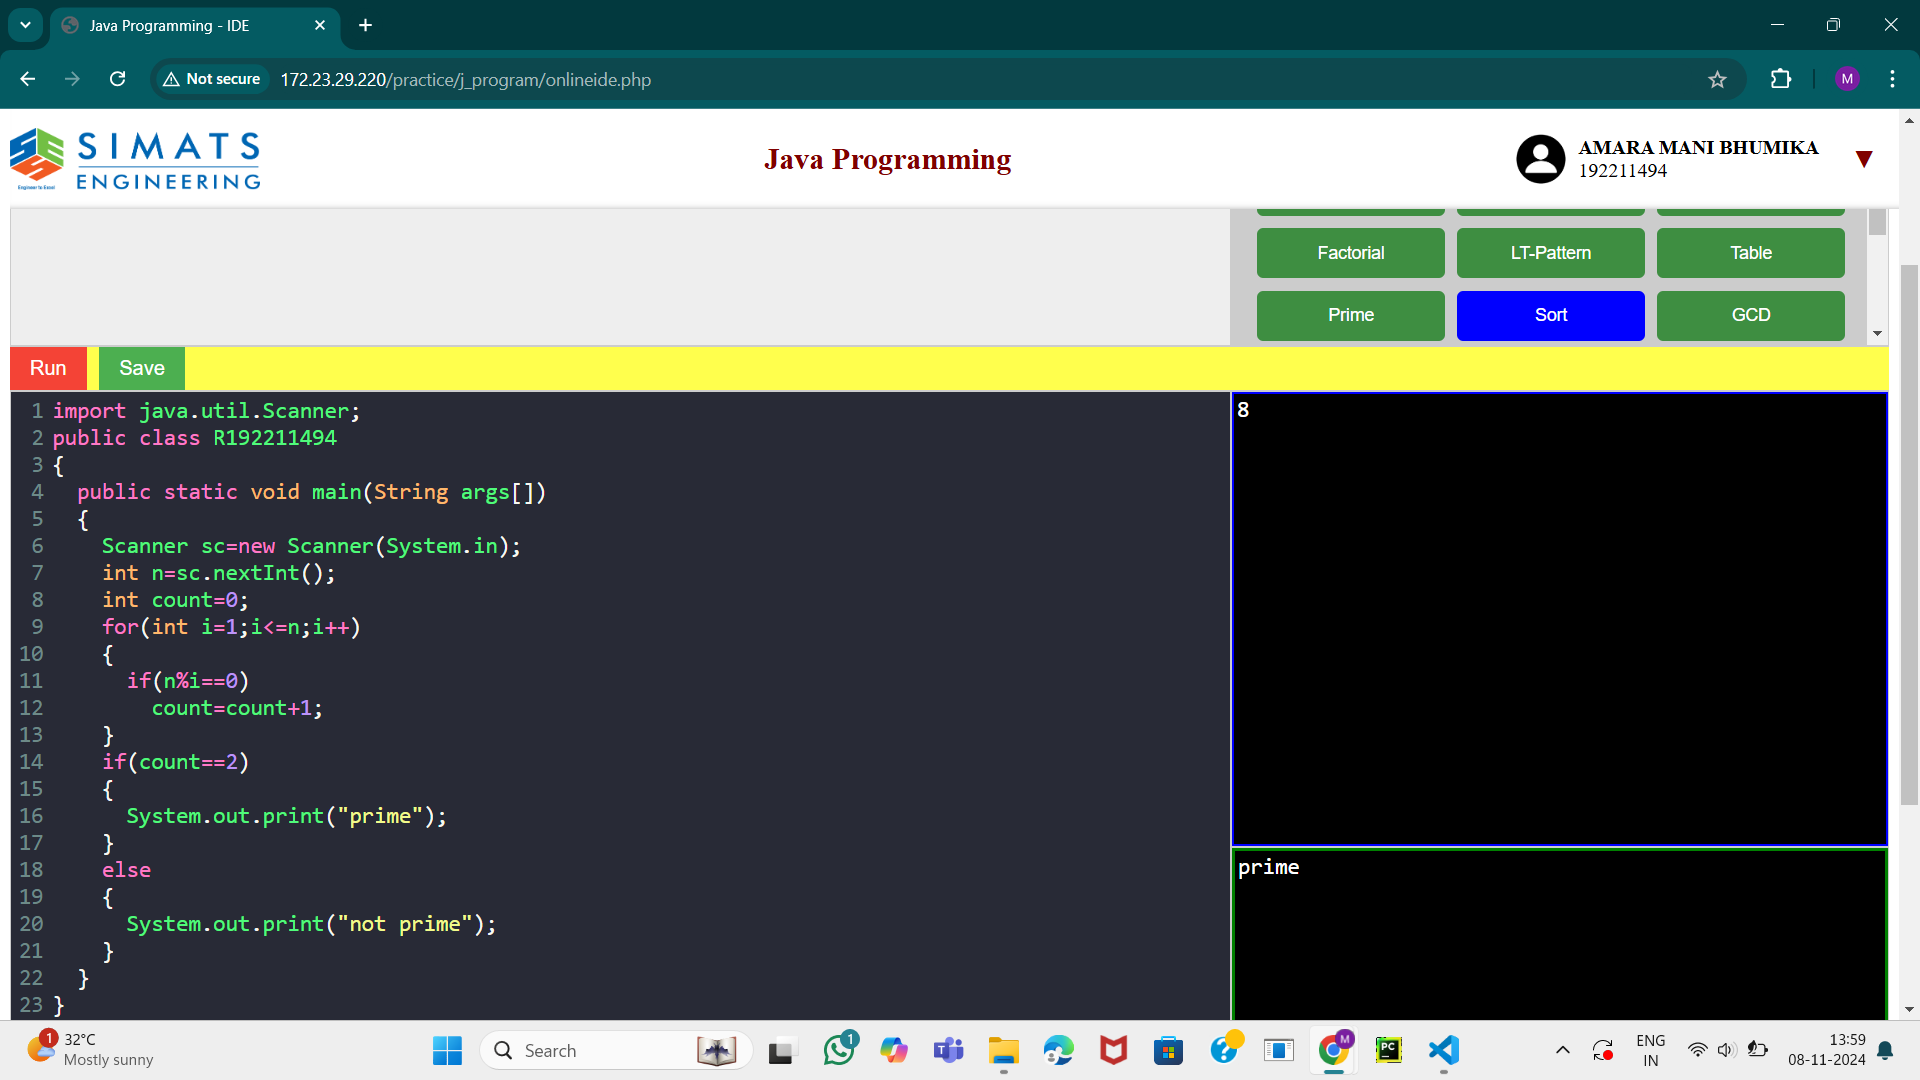 Java Programming - IDE
Not secure
172.23.29.220/practice/j_program/onlineide.php
M
SIMATS
ENGINEERING
Engineer to Excel
Java Programming
AMARA MANI BHUMIKA
192211494
Factorial
LT-Pattern
Table
Prime
Sort
GCD
Run
Save
1 import java.util.Scanner;
2 public class R192211494
3 {
4 public static void main(String args[])
5 {
6 Scanner sc=new Scanner(System.in);
7 int n=sc.nextInt();
8 int count=0;
9 for(int i=1;i<=n;i++)
10 {
11 if(n%i==0)
12 count=count+1;
13 }
14 if(count==2)
15 {
16 System.out.print("prime");
17 }
18 else
19 {
20 System.out.print("not prime");
21 }
22 }
23 }
8
prime
1
32°C
Mostly sunny
Search
1
M
PC
ENG
IN
13:59
08-11-2024